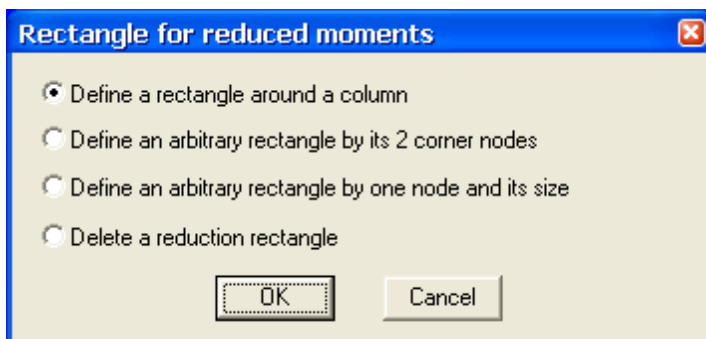 Rectangle for reduced moments
Define a rectangle around a column
Define an arbitrary rectangle by its 2 corner nodes
Define an arbitrary rectangle by one node and its size
Delete a reduction rectangle
OK
Cancel